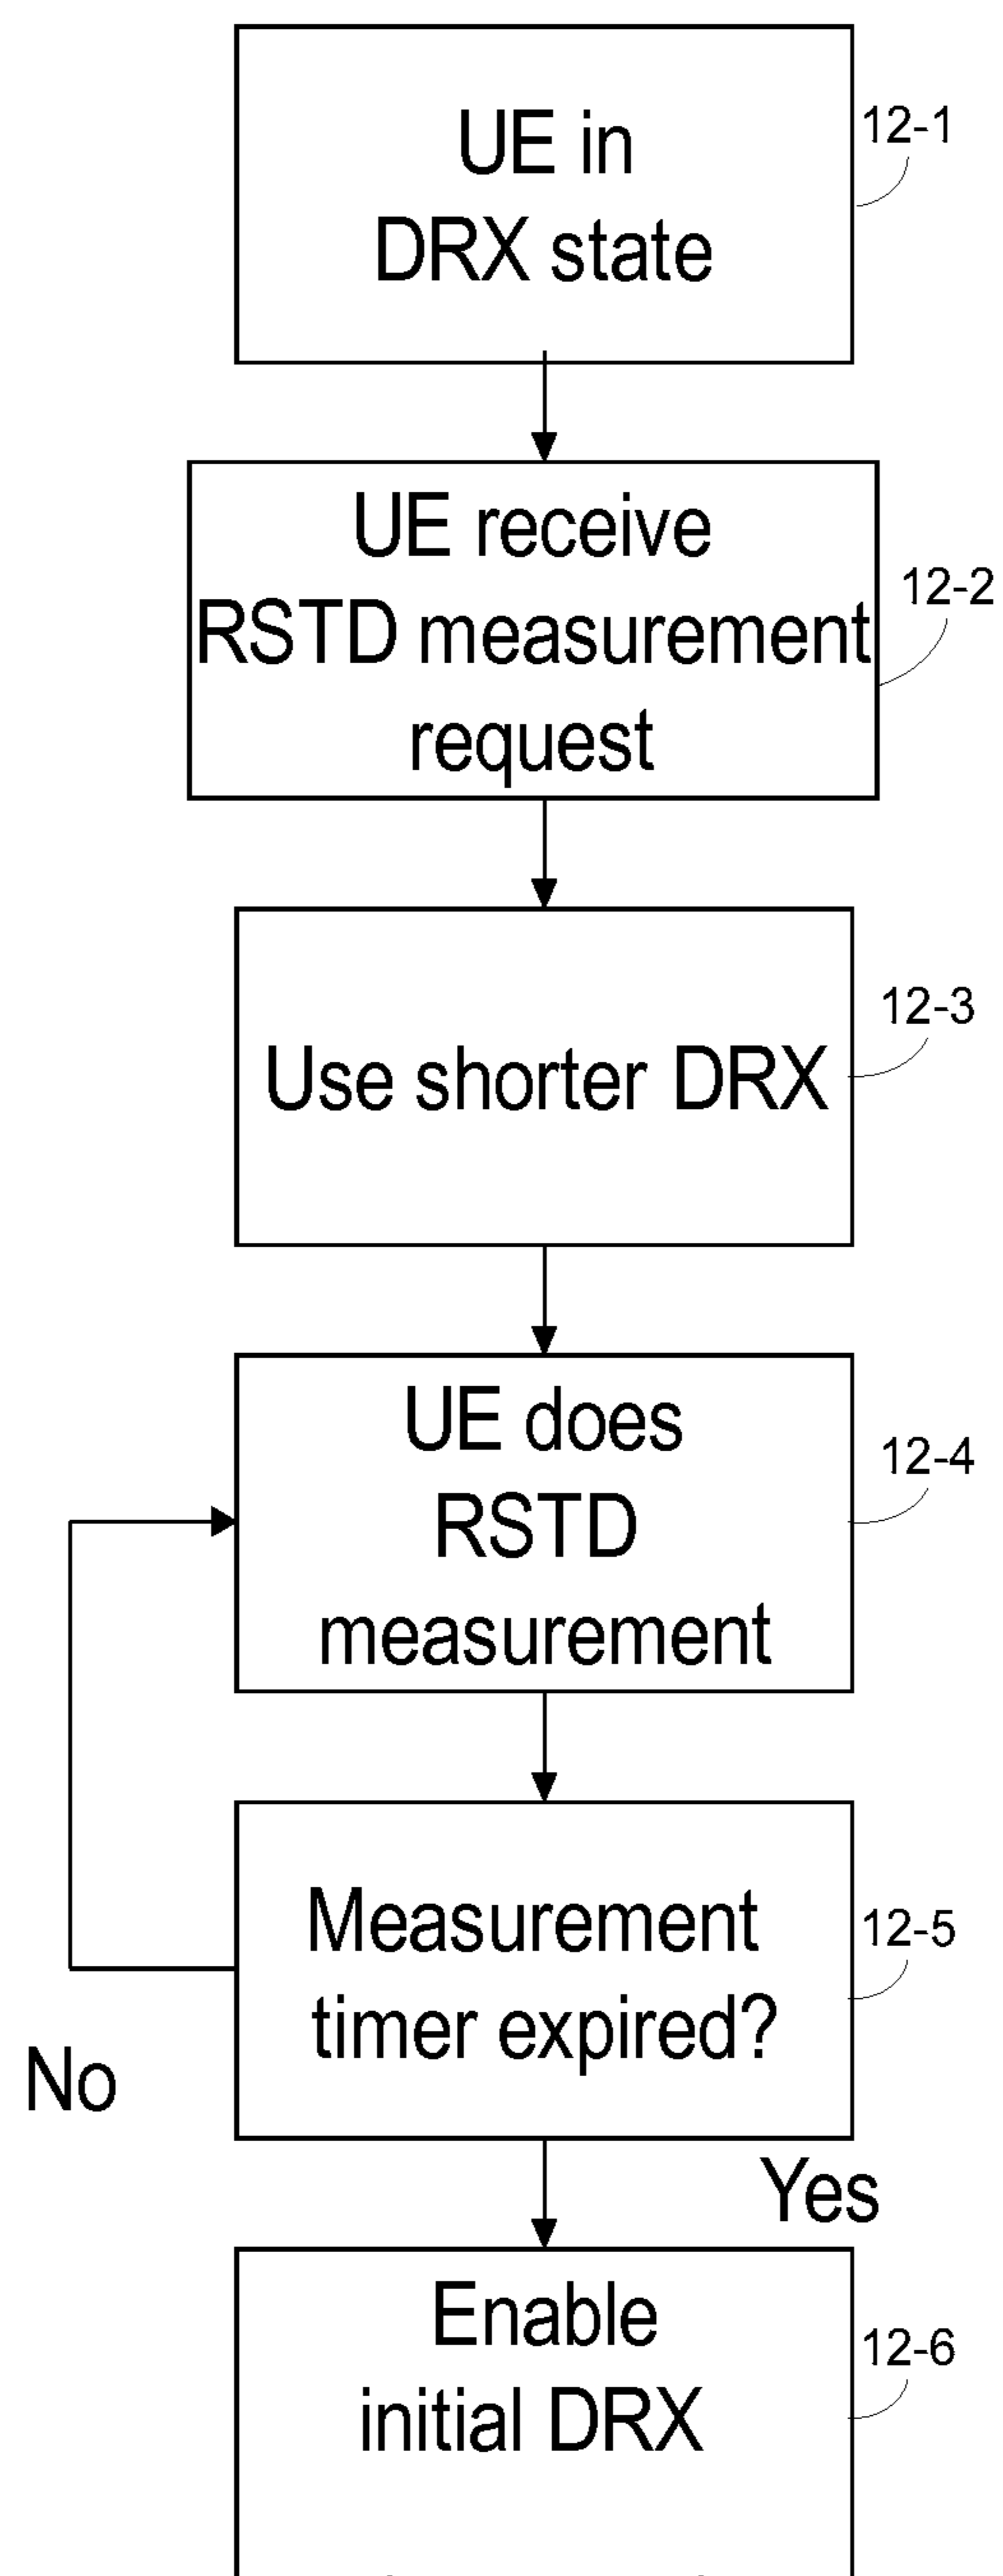 UE in
DRX state
12-1
UE receive
RSTD measurement
request
12-2
Use shorter DRX
12-3
UE does
RSTD
measurement
12-4
Measurement
timer expired?
12-5
No
Yes
Enable
initial DRX
12-6